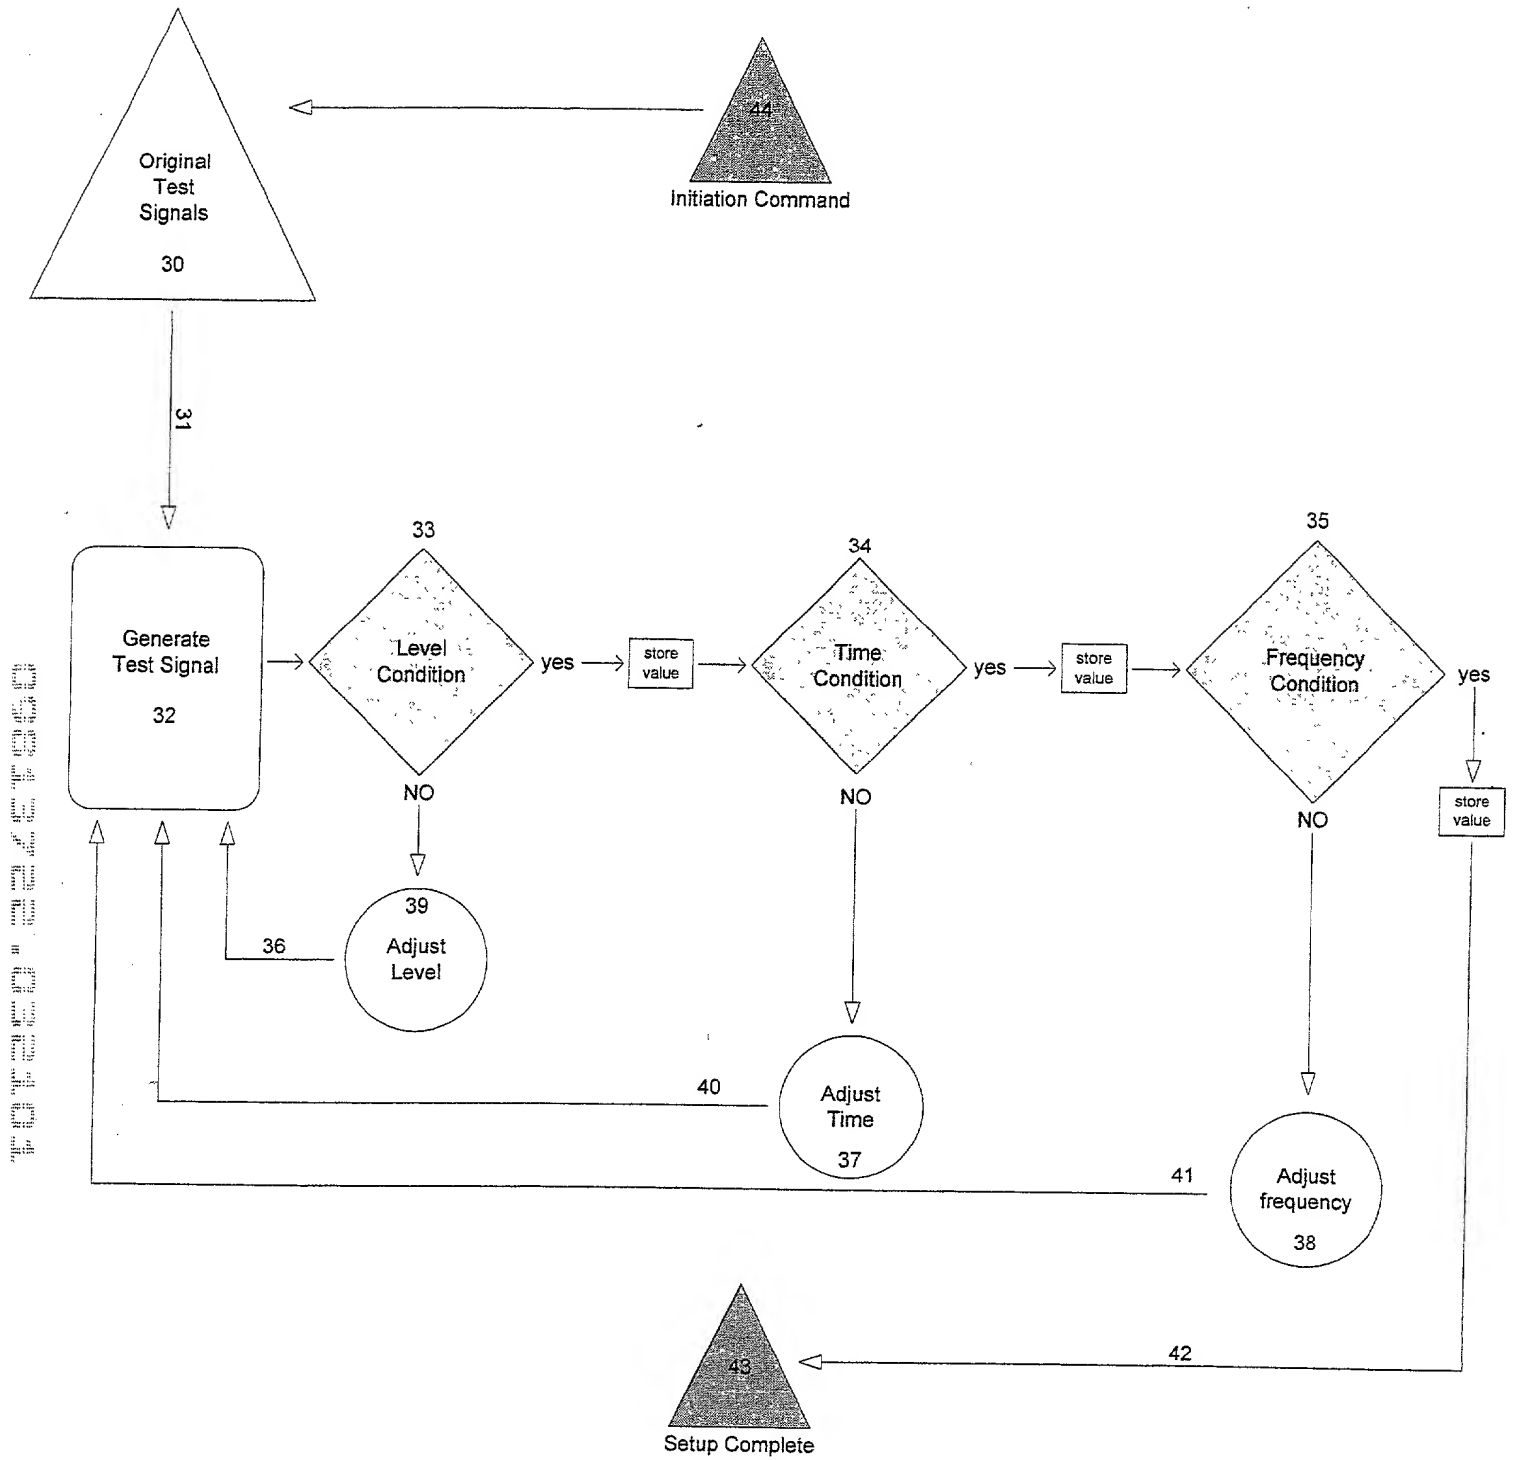 44
Initiation Command
Original
Test
Signals
30
31
33
34
35
Generate
Test Signal
32
Level
Condition
yes
store
value
Time
Condition
yes
store
value
Frequency
Condition
yes
store
value
NO
NO
NO
39
Adjust
Level
36
40
Adjust
Time
37
41
Adjust
frequency
38
42
43
Setup Complete
09813722.032101